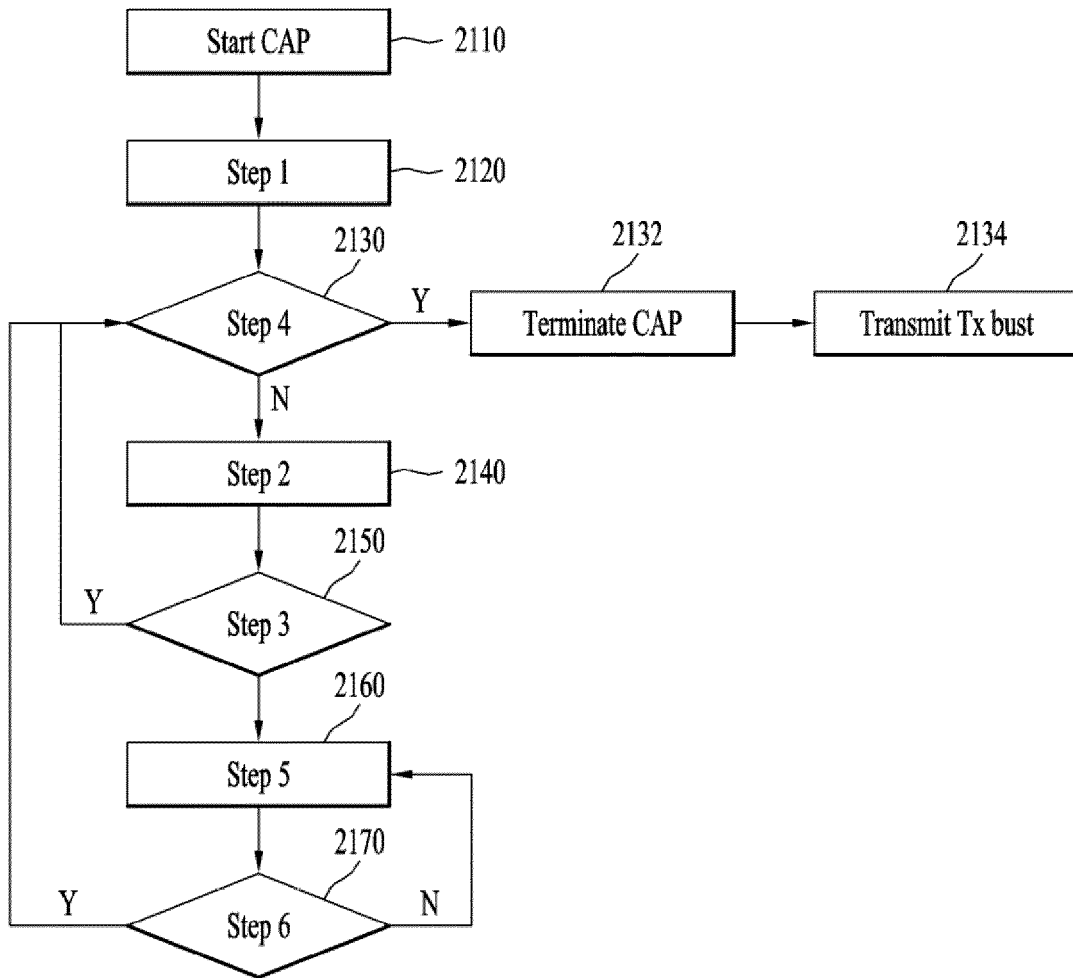 Start CAP
2110
Step 1
2120
2130
Step 4
Y
N
2132
Terminate CAP
2134
Transmit Tx bust
Step 2
2140
2150
Step 3
Y
2160
Step 5
2170
Step 6
Y
N